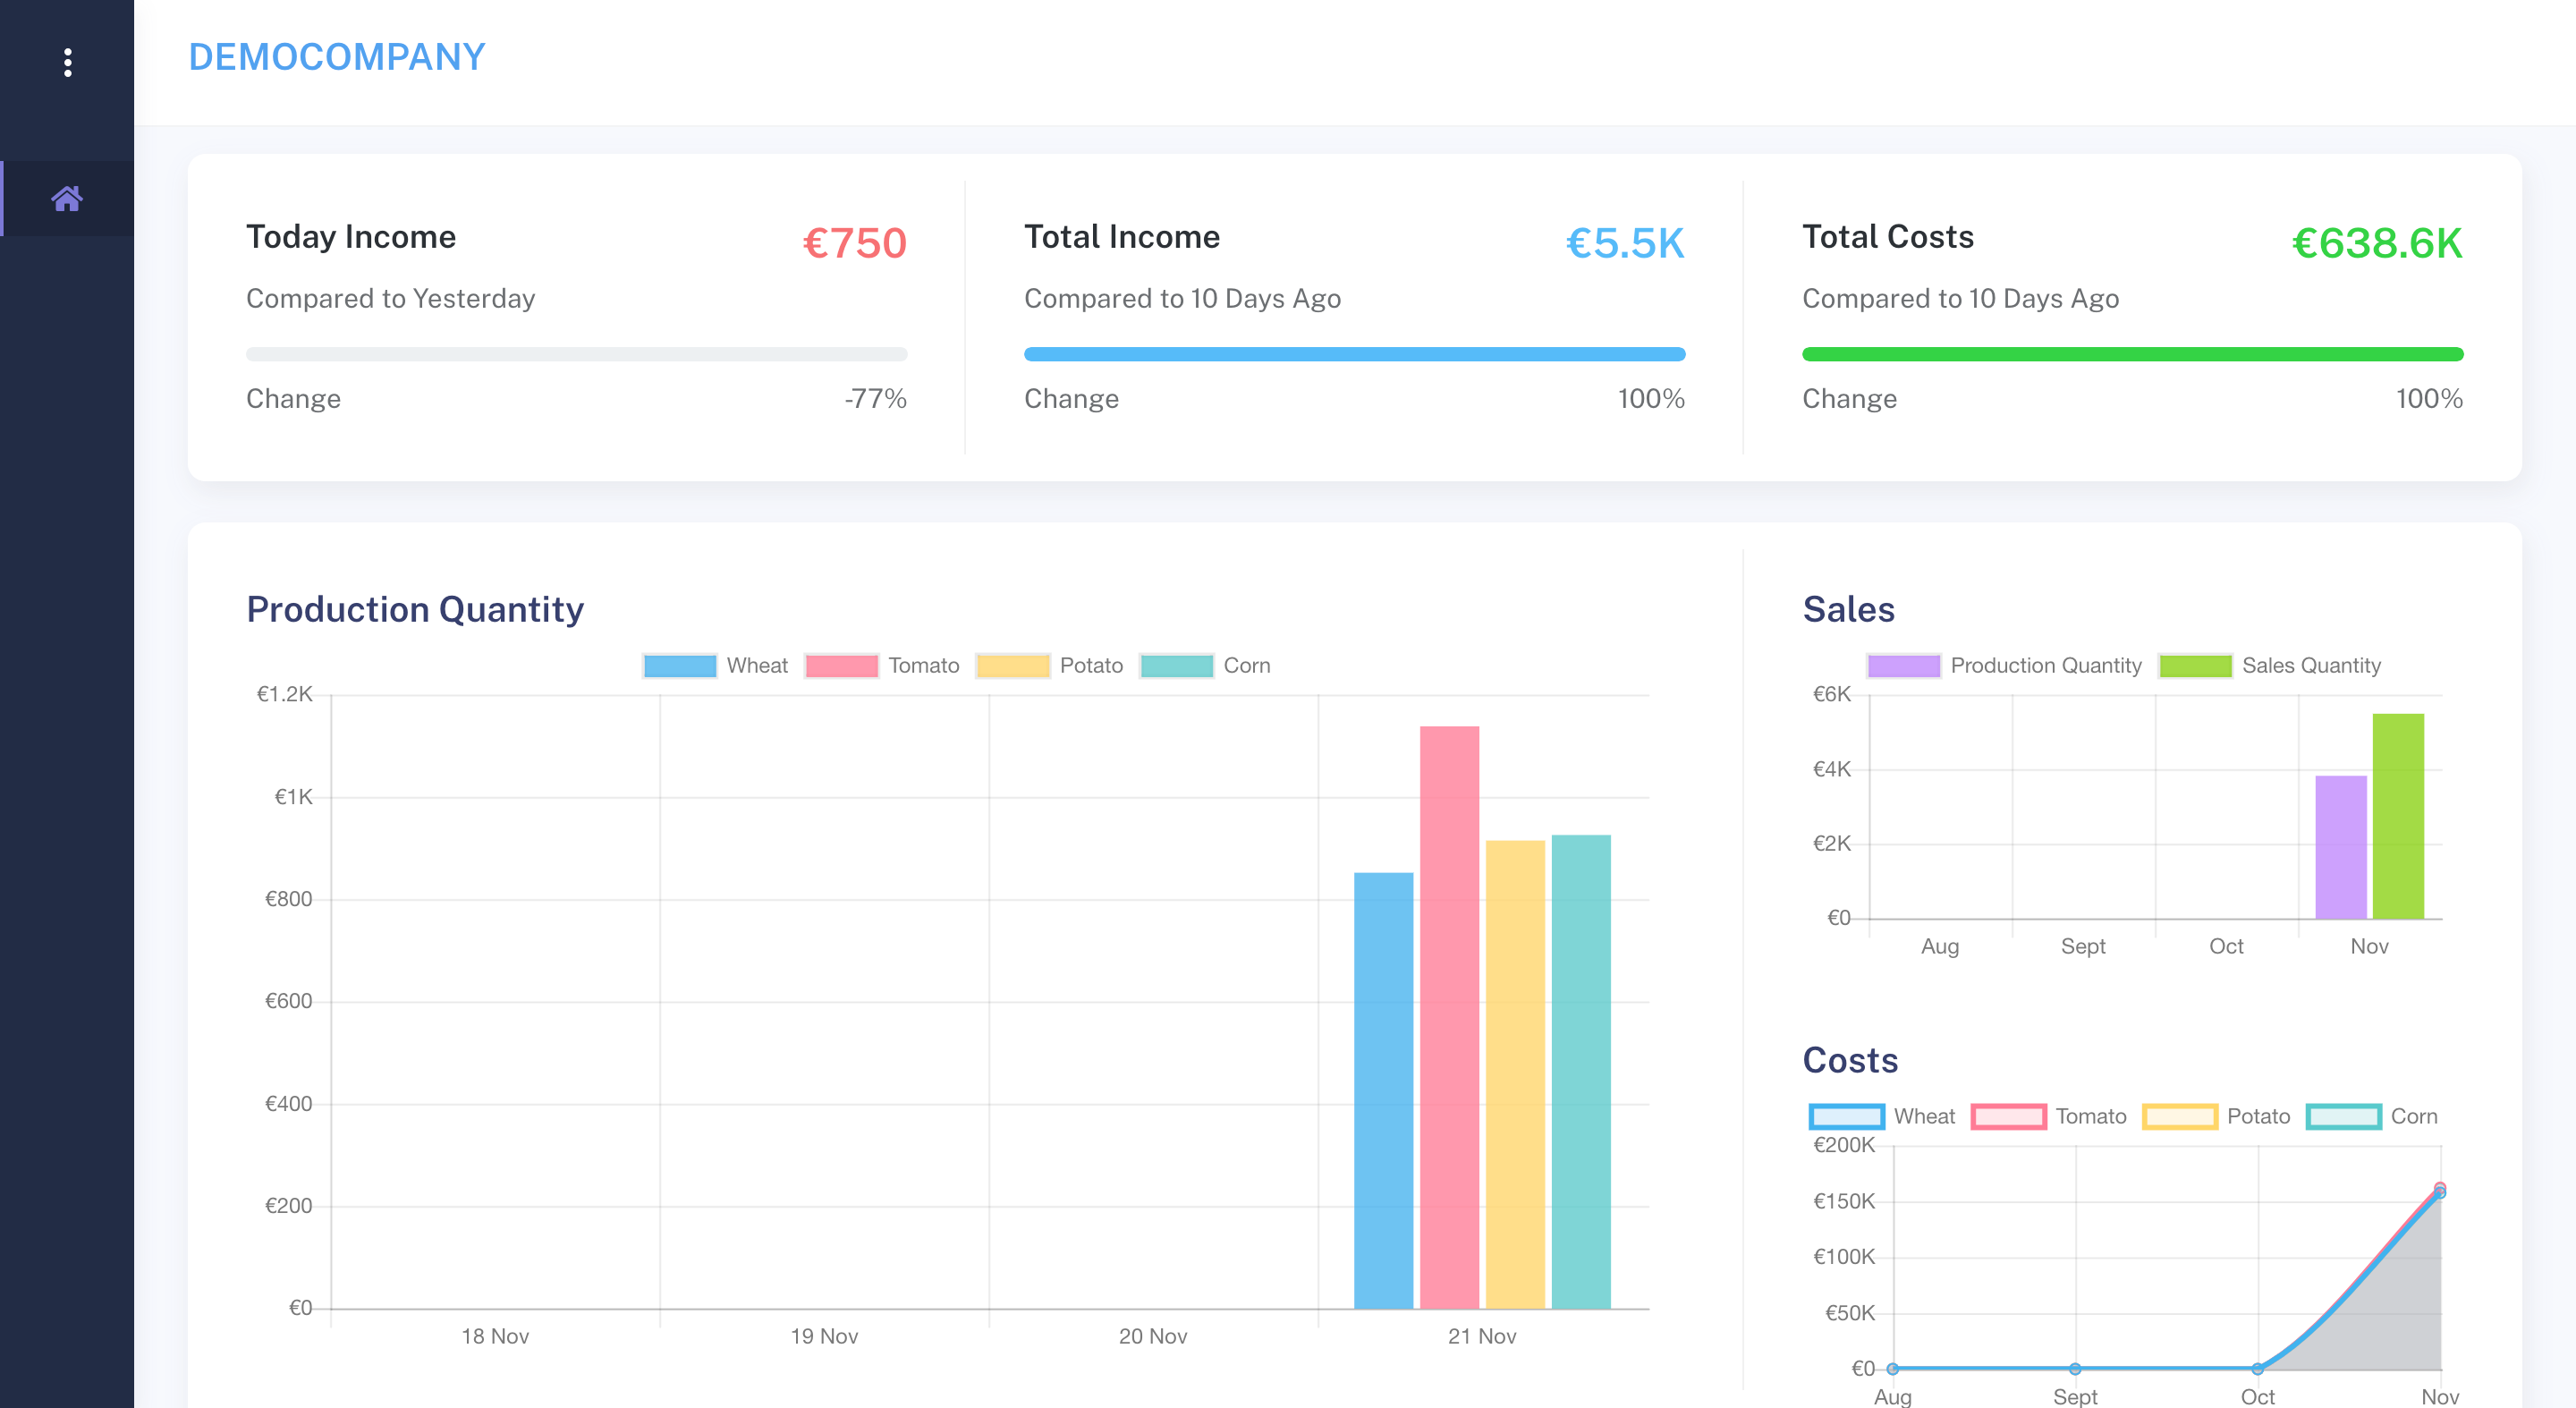 DEMOCOMPANY
Today Income €750
Compared to Yesterday
Change -77%
Total Income €5.5K
Compared to 10 Days Ago
Change 100%
Total Costs €638.6K
Compared to 10 Days Ago
Change 100%
Production Quantity
Wheat Tomato Potato Corn
€1.2K
€1K
€800
€600
€400
€200
€0
18 Nov 19 Nov 20 Nov 21 Nov
Sales
Production Quantity Sales Quantity
€6K
€4K
€2K
€0
Aug Sept Oct Nov
Costs
Wheat Tomato Potato Corn
€200K
€150K
€100K
€50K
€0
Aug Sept Oct Nov